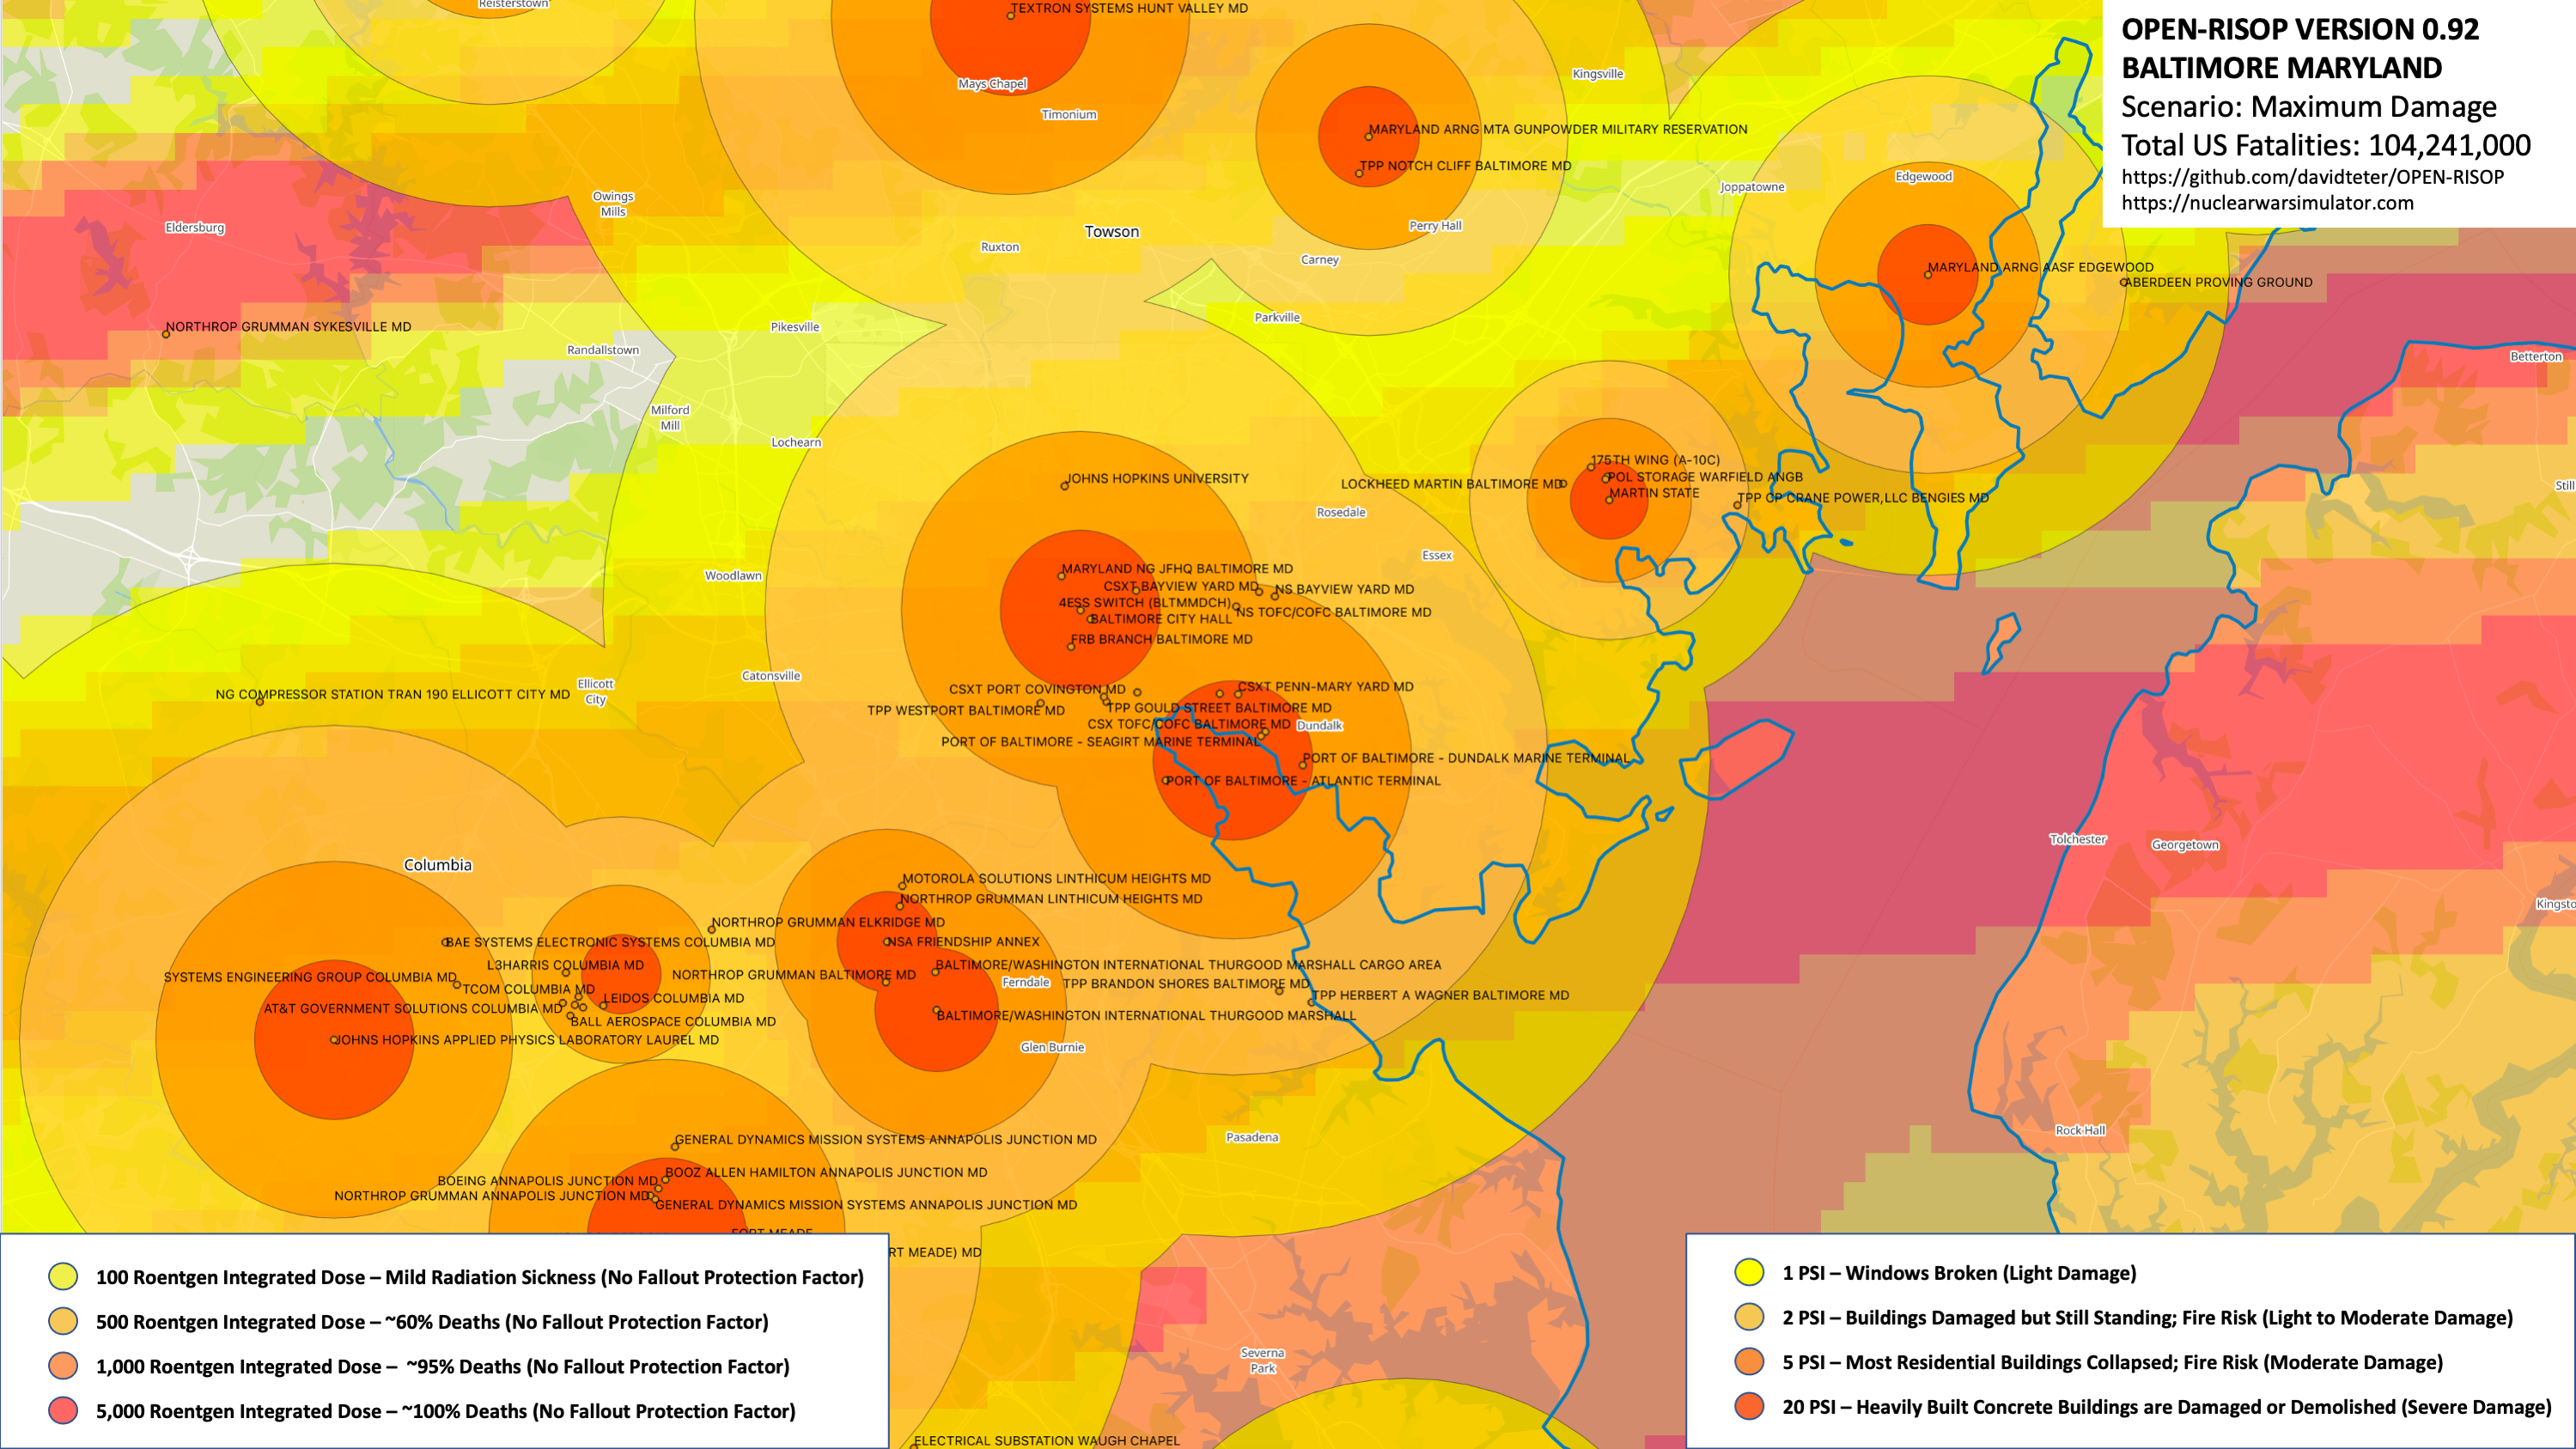 Reisterstown
TEXTRON SYSTEMS HUNT VALLEY MD
OPEN-RISOP VERSION 0.92
BALTIMORE MARYLAND
Scenario: Maximum Damage
Total US Fatalities: 104,241,000
https://github.com/davidteter/OPEN-RISOP
https://nuclearwarsimulator.com
Kingsville
Mays Chapel
Timonium
MARYLAND ARNG MTA GUNPOWDER MILITARY RESERVATION
TPP NOTCH CLIFF BALTIMORE MD
Edgewood
Joppatowne
Owings
Mills
Eldersburg
Perry Hall
Towson
Ruxton
Carney
MARYLAND ARNG AASF EDGEWOOD
ABERDEEN PROVING GROUND
Parkville
NORTHROP GRUMMAN SYKESVILLE MD
Pikesville
Randallstown
Betterton
Milford
Mill
Lochearn
175TH WING (A-10C)
JOHNS HOPKINS UNIVERSITY
POL STORAGE WARFIELD ANGB
LOCKHEED MARTIN BALTIMORE MD
Still
MARTIN STATE
TPP CP CRANE POWER,LLC BENGIES MD
Rosedale
Essex
MARYLAND NG JFHQ BALTIMORE MD
Woodlawn
CSXT BAYVIEW YARD MD
NS BAYVIEW YARD MD
4ESS SWITCH (BLTMMDCH)
NS TOFC/COFC BALTIMORE MD
BALTIMORE CITY HALL
FRB BRANCH BALTIMORE MD
Catonsville
Ellicott
City
NG COMPRESSOR STATION TRAN 190 ELLICOTT CITY MD
CSXT PORT COVINGTON MD
CSXT PENN-MARY YARD MD
TPP WESTPORT BALTIMORE MD
TPP GOULD STREET BALTIMORE MD
CSX TOFC/COFC BALTIMORE MD
Dundalk
PORT OF BALTIMORE - SEAGIRT MARINE TERMINAL
PORT OF BALTIMORE - DUNDALK MARINE TERMINAL
PORT OF BALTIMORE - ATLANTIC TERMINAL
Tolchester
Georgetown
Columbia
MOTOROLA SOLUTIONS LINTHICUM HEIGHTS MD
NORTHROP GRUMMAN LINTHICUM HEIGHTS MD
Kingsto
NORTHROP GRUMMAN ELKRIDGE MD
BAE SYSTEMS ELECTRONIC SYSTEMS COLUMBIA MD
NSA FRIENDSHIP ANNEX
L3HARRIS COLUMBIA MD
BALTIMORE/WASHINGTON INTERNATIONAL THURGOOD MARSHALL CARGO AREA
SYSTEMS ENGINEERING GROUP COLUMBIA MD
NORTHROP GRUMMAN BALTIMORE MD
Ferndale
TPP BRANDON SHORES BALTIMORE MD
TCOM COLUMBIA MD
LEIDOS COLUMBIA MD
TPP HERBERT A WAGNER BALTIMORE MD
AT&T GOVERNMENT SOLUTIONS COLUMBIA MD
BALL AEROSPACE COLUMBIA MD
BALTIMORE/WASHINGTON INTERNATIONAL THURGOOD MARSHALL
JOHNS HOPKINS APPLIED PHYSICS LABORATORY LAUREL MD
Glen Burnie
Rock Hall
Pasadena
GENERAL DYNAMICS MISSION SYSTEMS ANNAPOLIS JUNCTION MD
BOOZ ALLEN HAMILTON ANNAPOLIS JUNCTION MD
BOEING ANNAPOLIS JUNCTION MD
NORTHROP GRUMMAN ANNAPOLIS JUNCTION MD
GENERAL DYNAMICS MISSION SYSTEMS ANNAPOLIS JUNCTION MD
FORT MEADE
RT MEADE) MD
Severna
Park
ELECTRICAL SUBSTATION WAUGH CHAPEL
100 Roentgen Integrated Dose – Mild Radiation Sickness (No Fallout Protection Factor)
500 Roentgen Integrated Dose – ~60% Deaths (No Fallout Protection Factor)
1,000 Roentgen Integrated Dose – ~95% Deaths (No Fallout Protection Factor)
5,000 Roentgen Integrated Dose – ~100% Deaths (No Fallout Protection Factor)
1 PSI – Windows Broken (Light Damage)
2 PSI – Buildings Damaged but Still Standing; Fire Risk (Light to Moderate Damage)
5 PSI – Most Residential Buildings Collapsed; Fire Risk (Moderate Damage)
20 PSI – Heavily Built Concrete Buildings are Damaged or Demolished (Severe Damage)